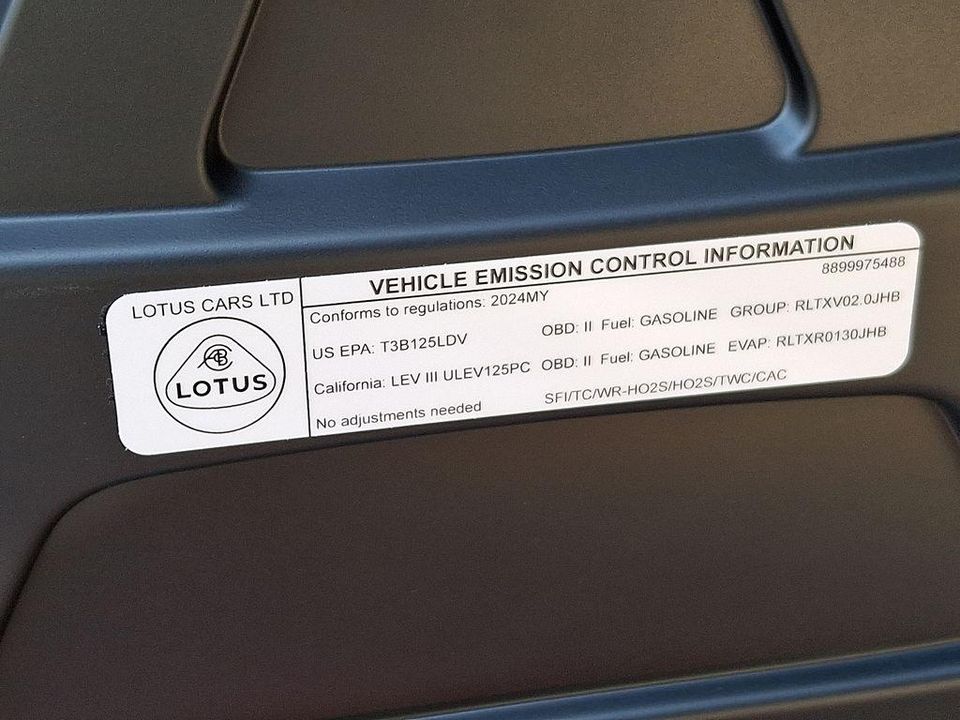 LOTUS CARS LTD
ACBC
LOTUS
VEHICLE EMISSION CONTROL INFORMATION
8899975488
Conforms to regulations: 2024MY
US EPA: T3B125LDV OBD: II Fuel: GASOLINE GROUP: RLTXV02.0JHB
California: LEV III ULEV125PC OBD: II Fuel: GASOLINE EVAP: RLTXR0130JHB
No adjustments needed SFI/TC/WR-HO2S/HO2S/TWC/CAC